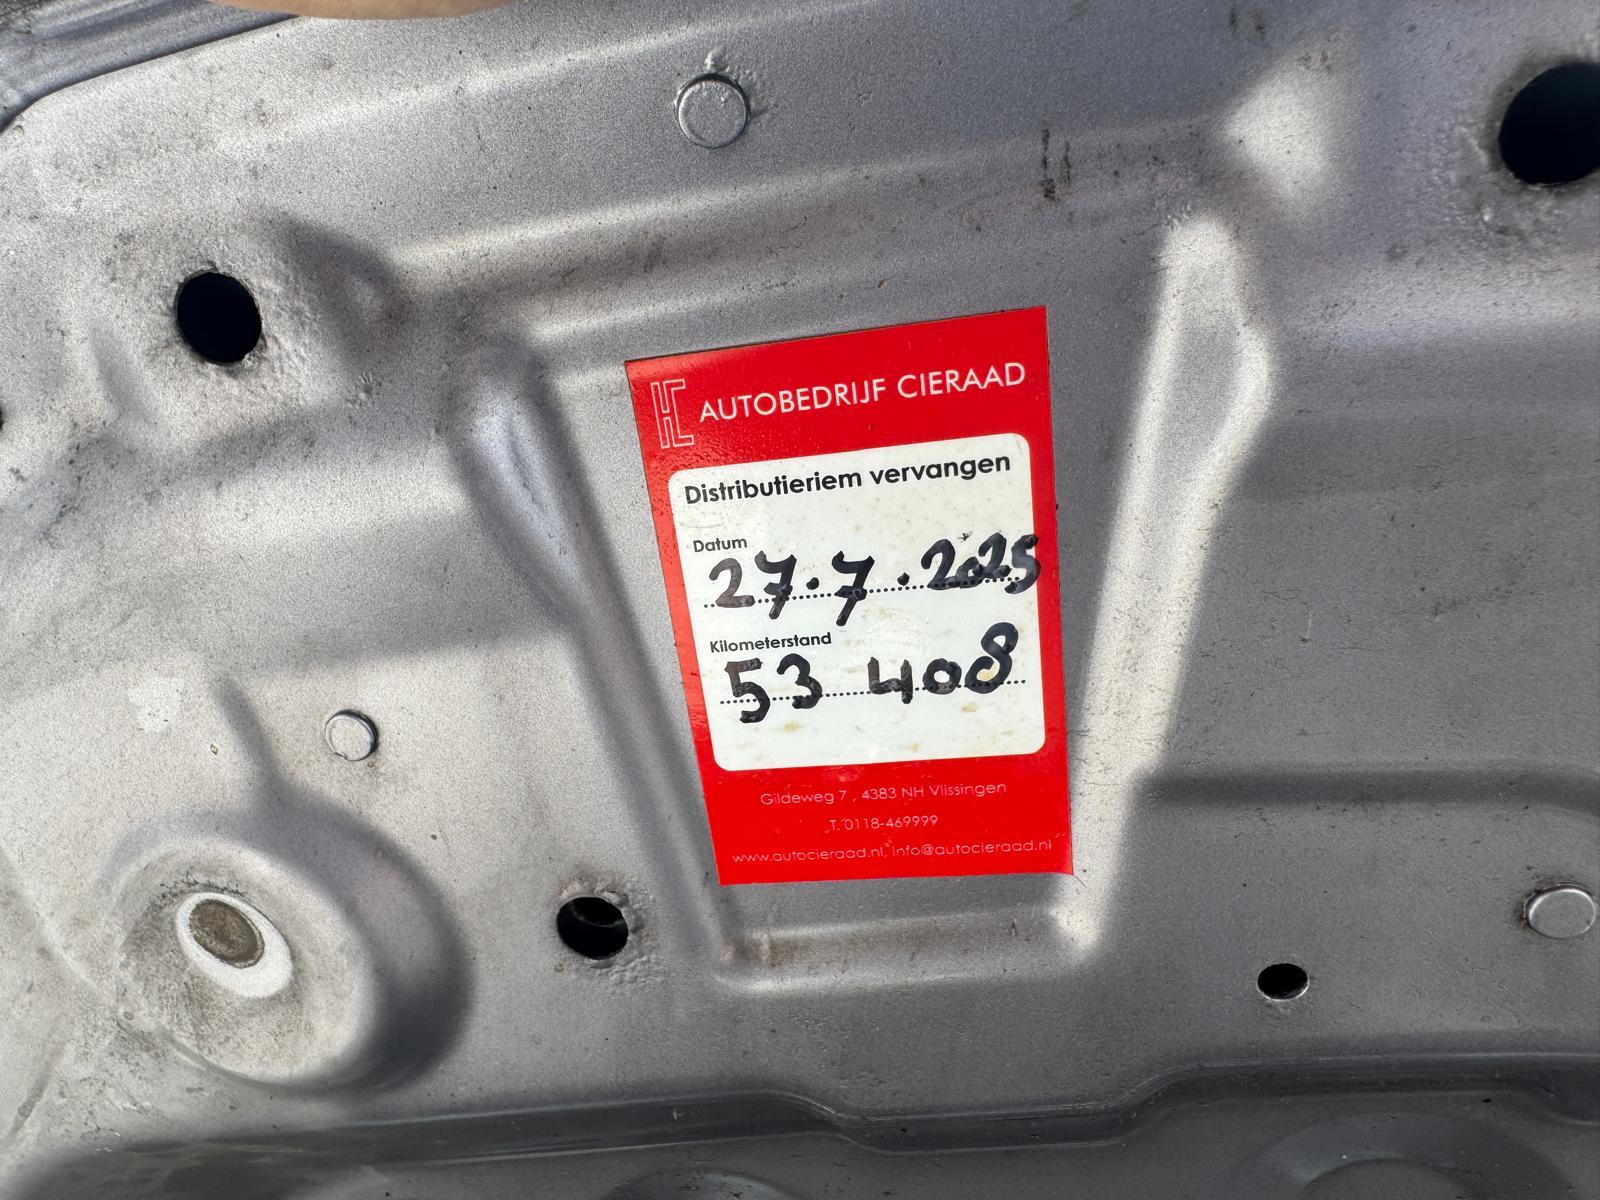 HC AUTOBEDRIJF CIERAAD
Distributieriem vervangen
Datum
27.7.2025
Kilometerstand
53 408
Gildeweg 7 , 4383 NH Vlissingen
T. 0118-469999
www.autocieraad.nl, info@autocieraad.nl